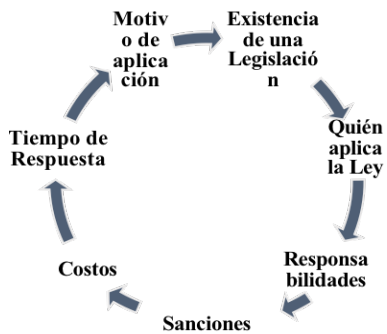 Motiv
o de
aplica
ción
Existencia
de una
Legislació
n
Quién
aplica
la Ley
Responsa
bilidades
Sanciones
Costos
Tiempo de
Respuesta